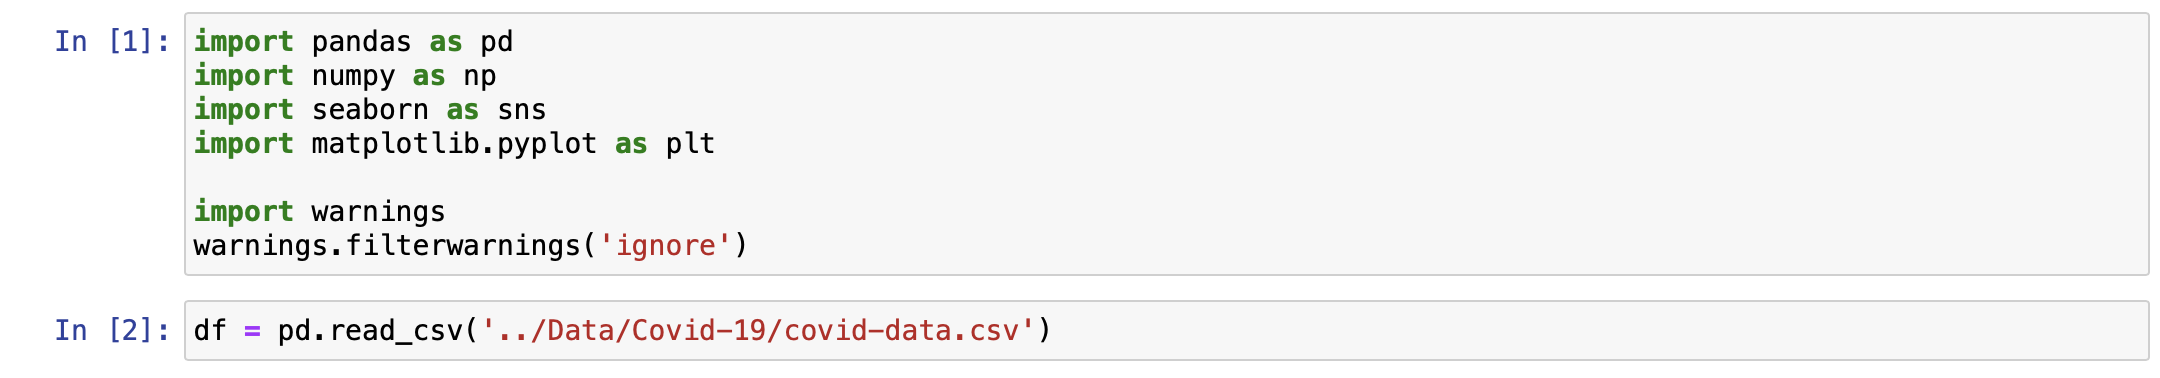 In [1]: import pandas as pd
import numpy as np
import seaborn as sns
import matplotlib.pyplot as plt
import warnings
warnings.filterwarnings('ignore')
In [2]: df = pd.read_csv('../Data/Covid-19/covid-data.csv')